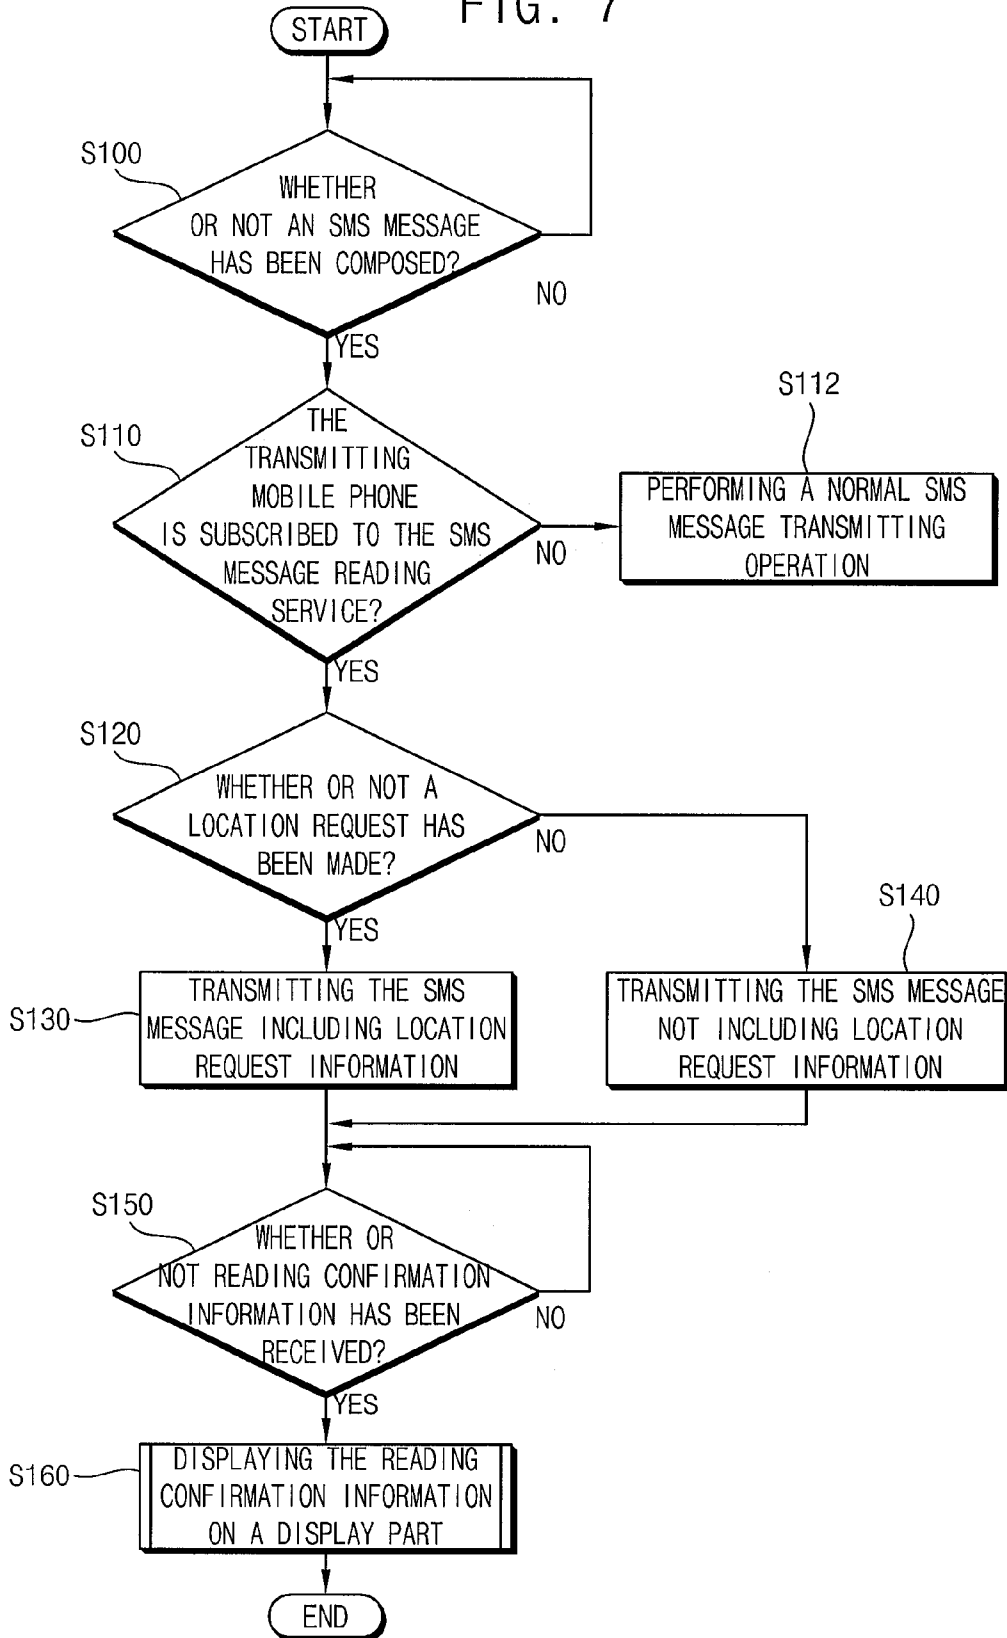 FIG. 7
START
S100
WHETHER
OR NOT AN SMS MESSAGE
HAS BEEN COMPOSED?
NO
YES
S110
THE
TRANSMITTING
MOBILE PHONE
IS SUBSCRIBED TO THE SMS
MESSAGE READING
SERVICE?
NO
YES
S112
PERFORMING A NORMAL SMS
MESSAGE TRANSMITTING
OPERATION
S120
WHETHER OR NOT A
LOCATION REQUEST HAS
BEEN MADE?
NO
YES
S130
TRANSMITTING THE SMS
MESSAGE INCLUDING LOCATION
REQUEST INFORMATION
S140
TRANSMITTING THE SMS MESSAGE
NOT INCLUDING LOCATION
REQUEST INFORMATION
S150
WHETHER OR
NOT READING CONFIRMATION
INFORMATION HAS BEEN
RECEIVED?
NO
YES
S160
DISPLAYING THE READING
CONFIRMATION INFORMATION
ON A DISPLAY PART
END